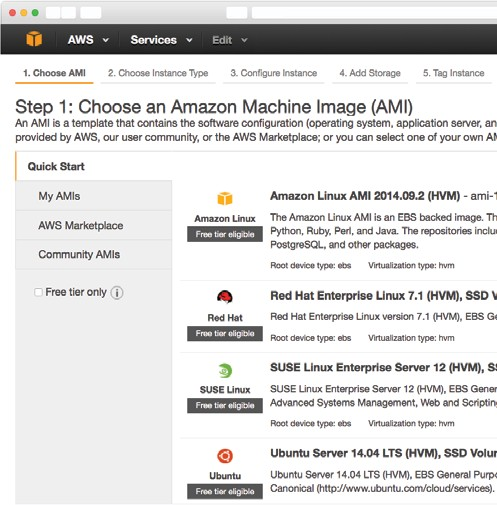 AWS Services Edit
1. Choose AMI 2. Choose Instance Type 3. Configure Instance 4. Add Storage 5. Tag Instance
Step 1: Choose an Amazon Machine Image (AMI)
An AMI is a template that contains the software configuration (operating system, application server, an
provided by AWS, our user community, or the AWS Marketplace; or you can select one of your own AM
Quick Start
My AMIs
AWS Marketplace
Community AMIs
Free tier only
Amazon Linux
Free tier eligible
Amazon Linux AMI 2014.09.2 (HVM) - ami-1
The Amazon Linux AMI is an EBS backed image. Th
Python, Ruby, Perl, and Java. The repositories inclu
PostgreSQL, and other packages.
Root device type: ebs Virtualization type: hvm
Red Hat
Free tier eligible
Red Hat Enterprise Linux 7.1 (HVM), SSD V
Red Hat Enterprise Linux version 7.1 (HVM), EBS Ge
Root device type: ebs Virtualization type: hvm
SUSE Linux
Free tier eligible
SUSE Linux Enterprise Server 12 (HVM), SS
SUSE Linux Enterprise Server 12 (HVM), EBS Gener
Advanced Systems Management, Web and Scripting
Root device type: ebs Virtualization type: hvm
Ubuntu
Free tier eligible
Ubuntu Server 14.04 LTS (HVM), SSD Volum
Ubuntu Server 14.04 LTS (HVM), EBS General Purpo
Canonical (http://www.ubuntu.com/cloud/services).